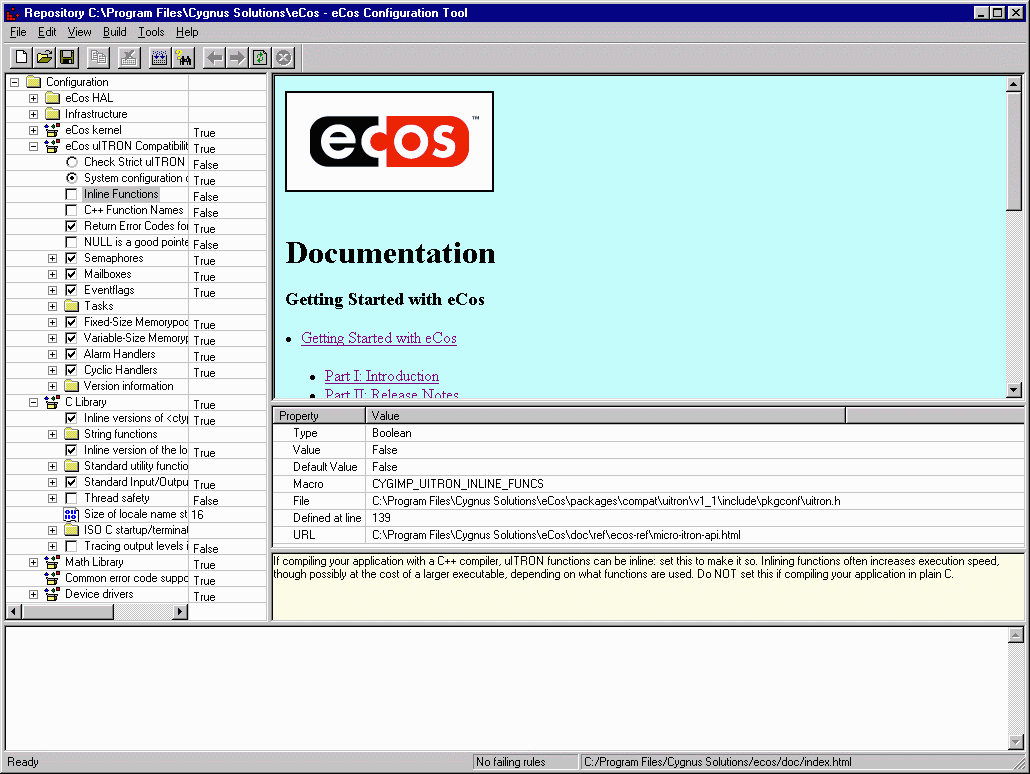 Repository C:\Program Files\Cygnus Solutions\eCos - eCos Configuration Tool
File Edit View Build Tools Help
Configuration
eCos HAL
Infrastructure
eCos kernel True
eCos uITRON Compatibilit True
Check Strict uITRON False
System configuration True
Inline Functions False
C++ Function Names False
Return Error Codes for True
NULL is a good pointe False
Semaphores True
Mailboxes True
Eventflags True
Tasks
Fixed-Size Memorypoo True
Variable-Size Memoryp True
Alarm Handlers True
Cyclic Handlers True
Version information
C Library True
Inline versions of <ctyp True
String functions
Inline version of the lo True
Standard utility functio
Standard Input/Outpu True
Thread safety False
Size of locale name st 16
ISO C startup/terminat
Tracing output levels i False
Math Library True
Common error code suppo True
Device drivers True
ecos™
Documentation
Getting Started with eCos
• Getting Started with eCos
• Part I: Introduction
• Part II: Release Notes
Property Value
Type Boolean
Value False
Default Value False
Macro CYGIMP_UITRON_INLINE_FUNCS
File C:\Program Files\Cygnus Solutions\eCos\packages\compat\uitron\v1_1\include\pkgconf\uitron.h
Defined at line 139
URL C:\Program Files\Cygnus Solutions\eCos\doc\ref\ecos-ref\micro-itron-api.html
If compiling your application with a C++ compiler, uITRON functions can be inline: set this to make it so. Inlining functions often increases execution speed,
though possibly at the cost of a larger executable, depending on what functions are used. Do NOT set this if compiling your application in plain C.
Ready No failing rules C:/Program Files/Cygnus Solutions/ecos/doc/index.html